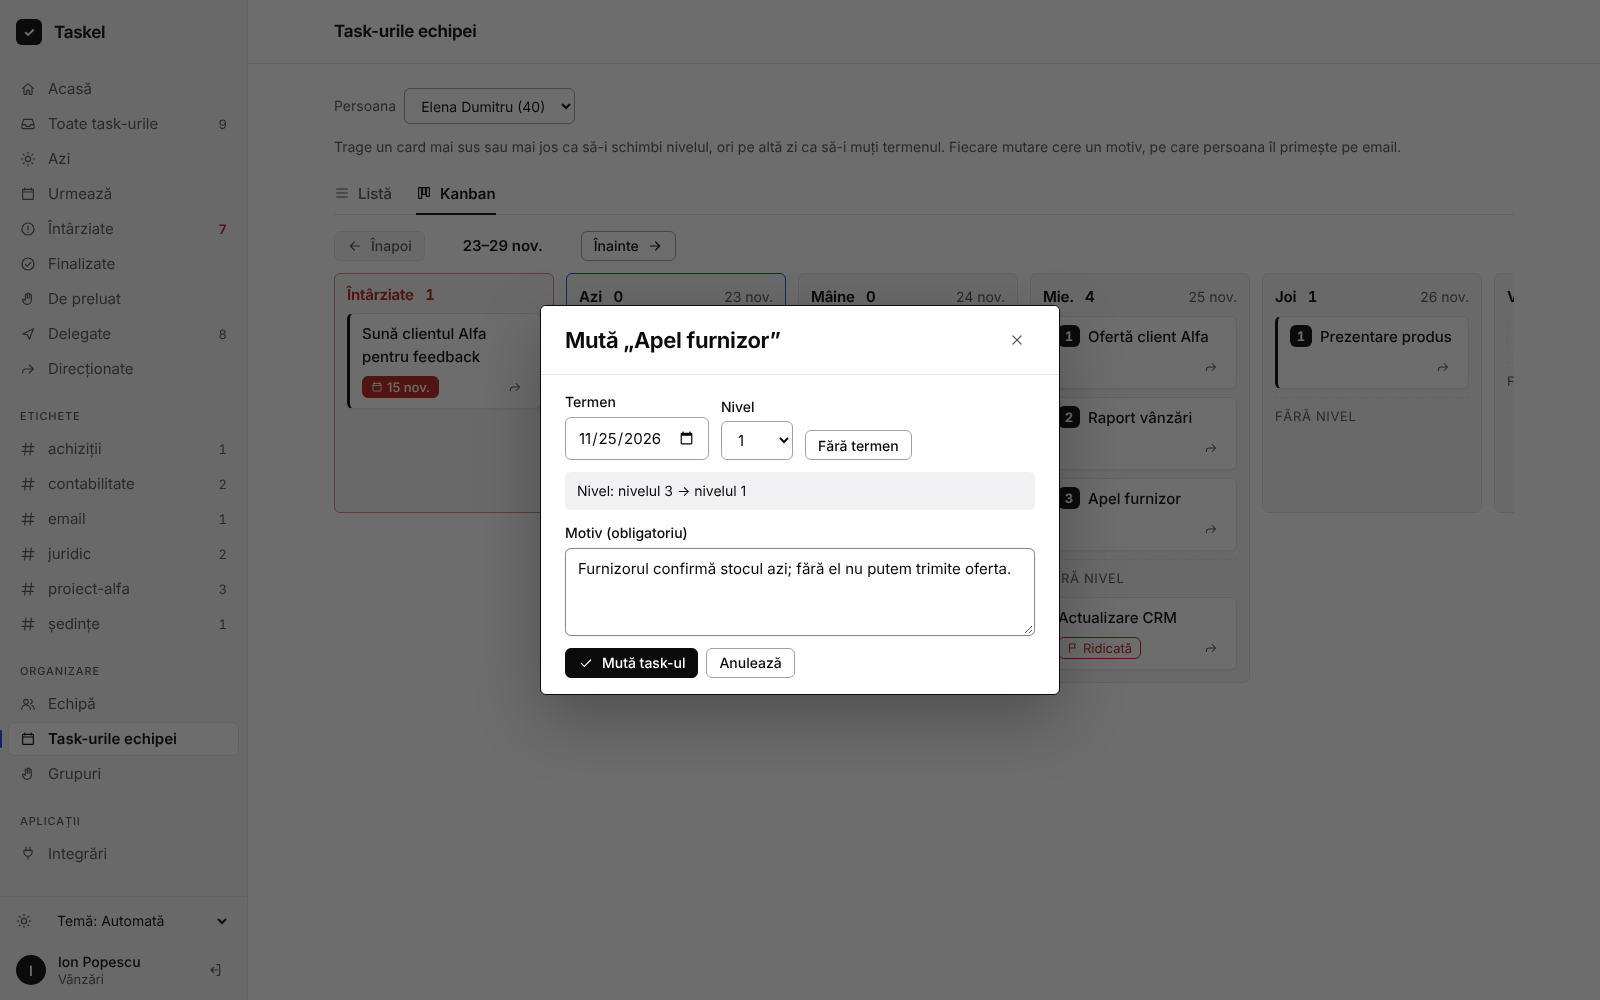 Taskel
Acasă
Toate task-urile 9
Azi
Urmează
Întârziate 7
Finalizate
De preluat
Delegate 8
Direcționate
ETICHETE
achiziții 1
contabilitate 2
email 1
juridic 2
proiect-alfa 3
ședințe 1
ORGANIZARE
Echipă
Task-urile echipei
Grupuri
APLICAȚII
Integrări
Temă: Automată
I
Ion Popescu
Vânzări
Task-urile echipei
Persoana Elena Dumitru (40)
Trage un card mai sus sau mai jos ca să-i schimbi nivelul, ori pe altă zi ca să-i muți termenul. Fiecare mutare cere un motiv, pe care persoana îl primește pe email.
Listă Kanban
Înapoi 23–29 nov. Înainte
Întârziate 1
Sună clientul Alfa
pentru feedback
15 nov.
Azi 0 23 nov.
Mâine 0 24 nov.
Mie. 4 25 nov.
1 Ofertă client Alfa
2 Raport vânzări
3 Apel furnizor
RĂ NIVEL
Actualizare CRM
Ridicată
Joi 1 26 nov.
1 Prezentare produs
FĂRĂ NIVEL
Mută „Apel furnizor”
Termen
11/25/2026
Nivel
1
Fără termen
Nivel: nivelul 3 → nivelul 1
Motiv (obligatoriu)
Furnizorul confirmă stocul azi; fără el nu putem trimite oferta.
Mută task-ul Anulează